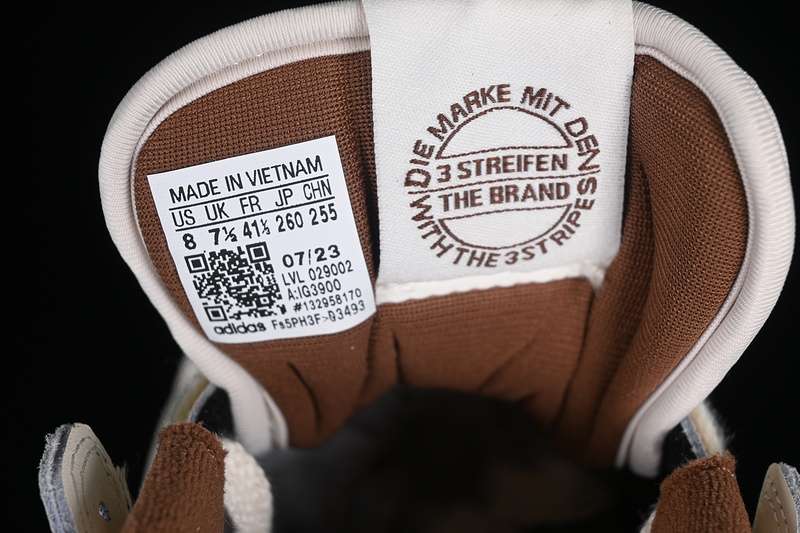 MADE IN VIETNAM
US UK FR JP CHN
8 7½ 41⅓ 260 255
07/23
LVL 029002
A:IG3900
#132958170
adidas Fs5PH3F>D3493
DIE MARKE MIT DEN
3 STREIFEN
THE BRAND
WITH THE 3 STRIPES